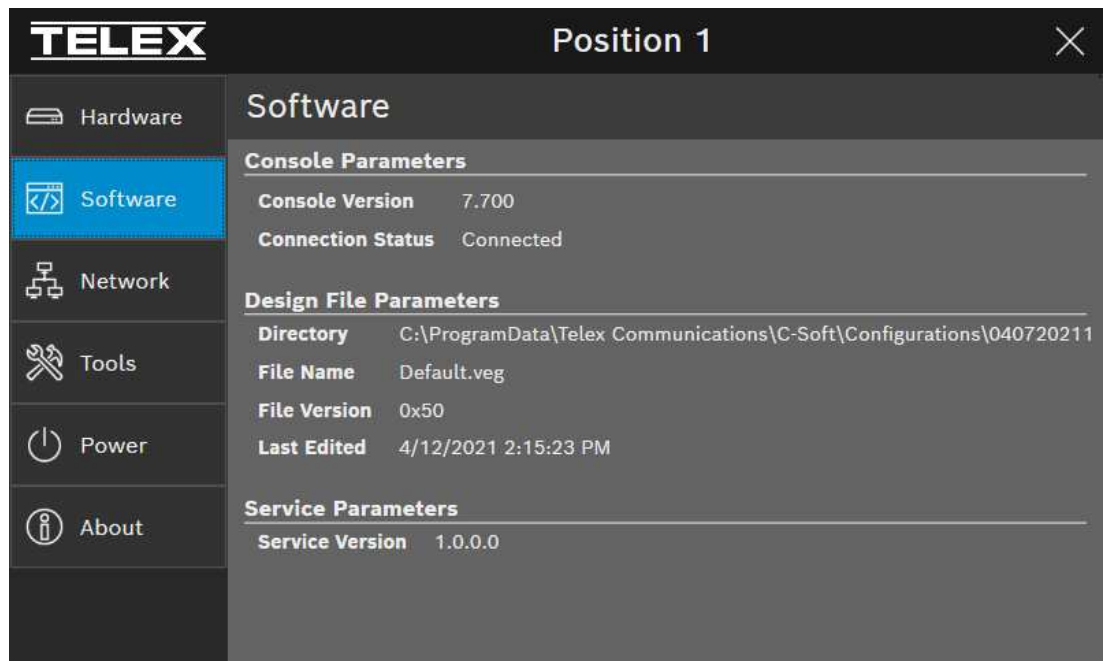 TELEX
Position 1
Hardware
Software
Network
Tools
Power
About
Software
Console Parameters
Console Version 7.700
Connection Status Connected
Design File Parameters
Directory C:\ProgramData\Telex Communications\C-Soft\Configurations\040720211
File Name Default.veg
File Version 0x50
Last Edited 4/12/2021 2:15:23 PM
Service Parameters
Service Version 1.0.0.0